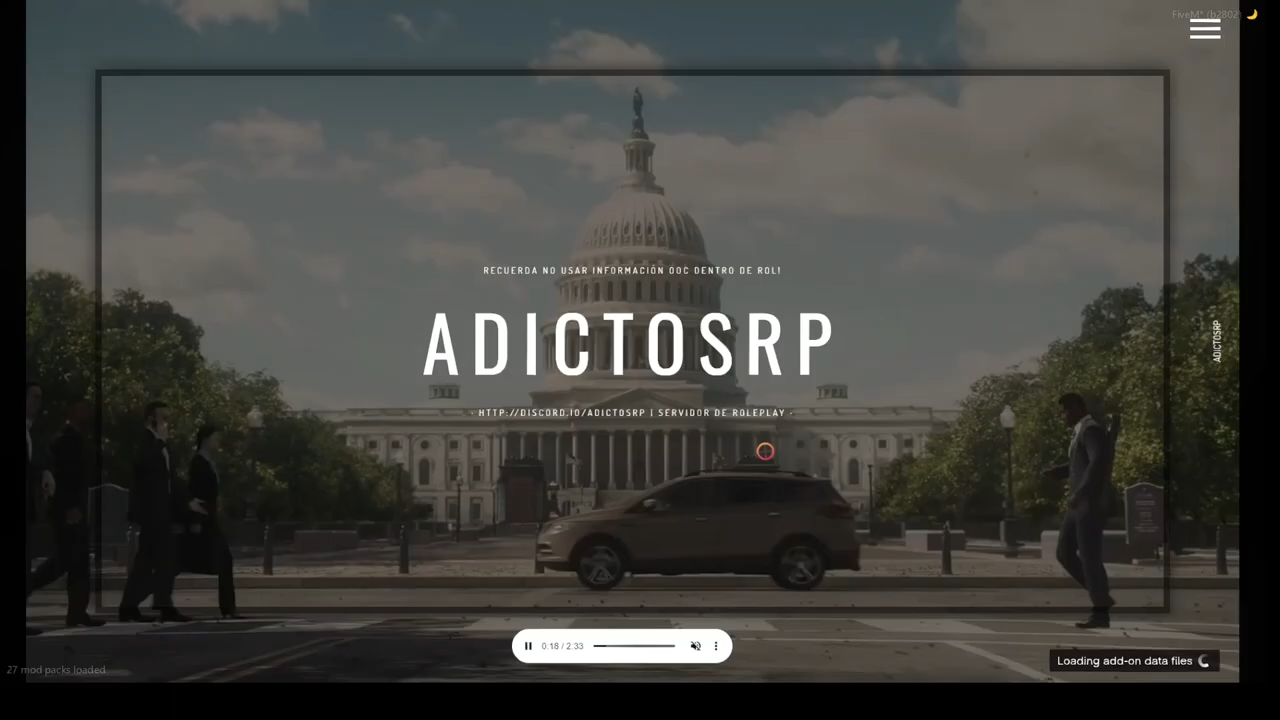 FiveM* (b2802)
RECUERDA NO USAR INFORMACIÓN OOC DENTRO DE ROL!
ADICTOSRP
- HTTP://DISCORD.IO/ADICTOSRP | SERVIDOR DE ROLEPLAY -
ADICTOSRP
0:18 / 2:33
27 mod packs loaded
Loading add-on data files